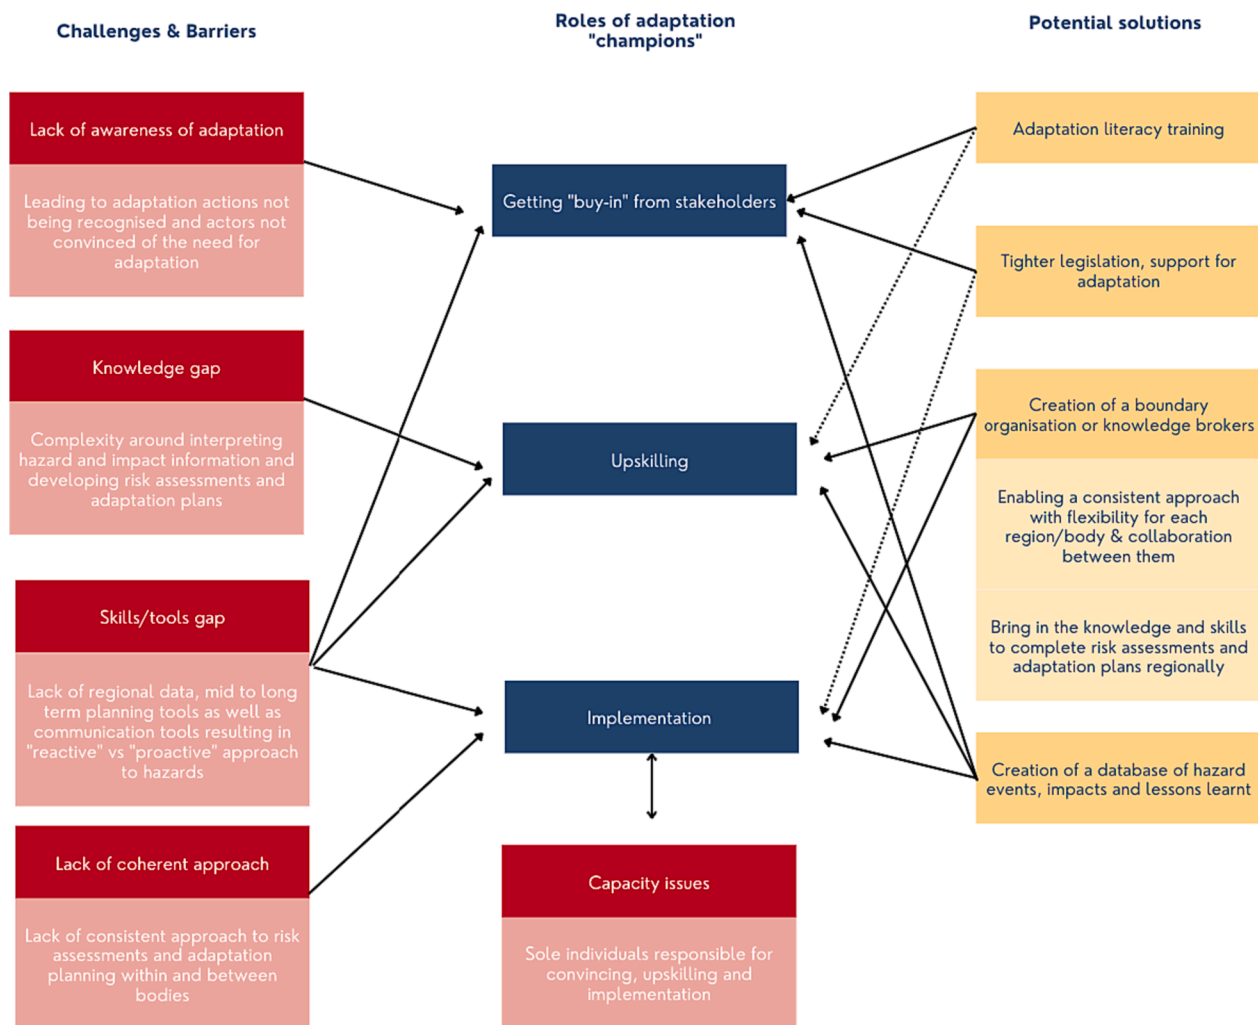 Challenges & Barriers
Roles of adaptation
"champions"
Potential solutions
Lack of awareness of adaptation
Leading to adaptation actions not
being recognised and actors not
convinced of the need for
adaptation
Knowledge gap
Complexity around interpreting
hazard and impact information and
developing risk assessments and
adaptation plans
Skills/tools gap
Lack of regional data, mid to long
term planning tools as well as
communication tools resulting in
"reactive" vs "proactive" approach
to hazards
Lack of coherent approach
Lack of consistent approach to risk
assessments and adaptation
planning within and between
bodies
Getting "buy-in" from stakeholders
Upskilling
Implementation
Capacity issues
Sole individuals responsible for
convincing, upskilling and
implementation
Adaptation literacy training
Tighter legislation, support for
adaptation
Creation of a boundary
organisation or knowledge brokers
Enabling a consistent approach
with flexibility for each
region/body & collaboration
between them
Bring in the knowledge and skills
to complete risk assessments and
adaptation plans regionally
Creation of a database of hazard
events, impacts and lessons learnt